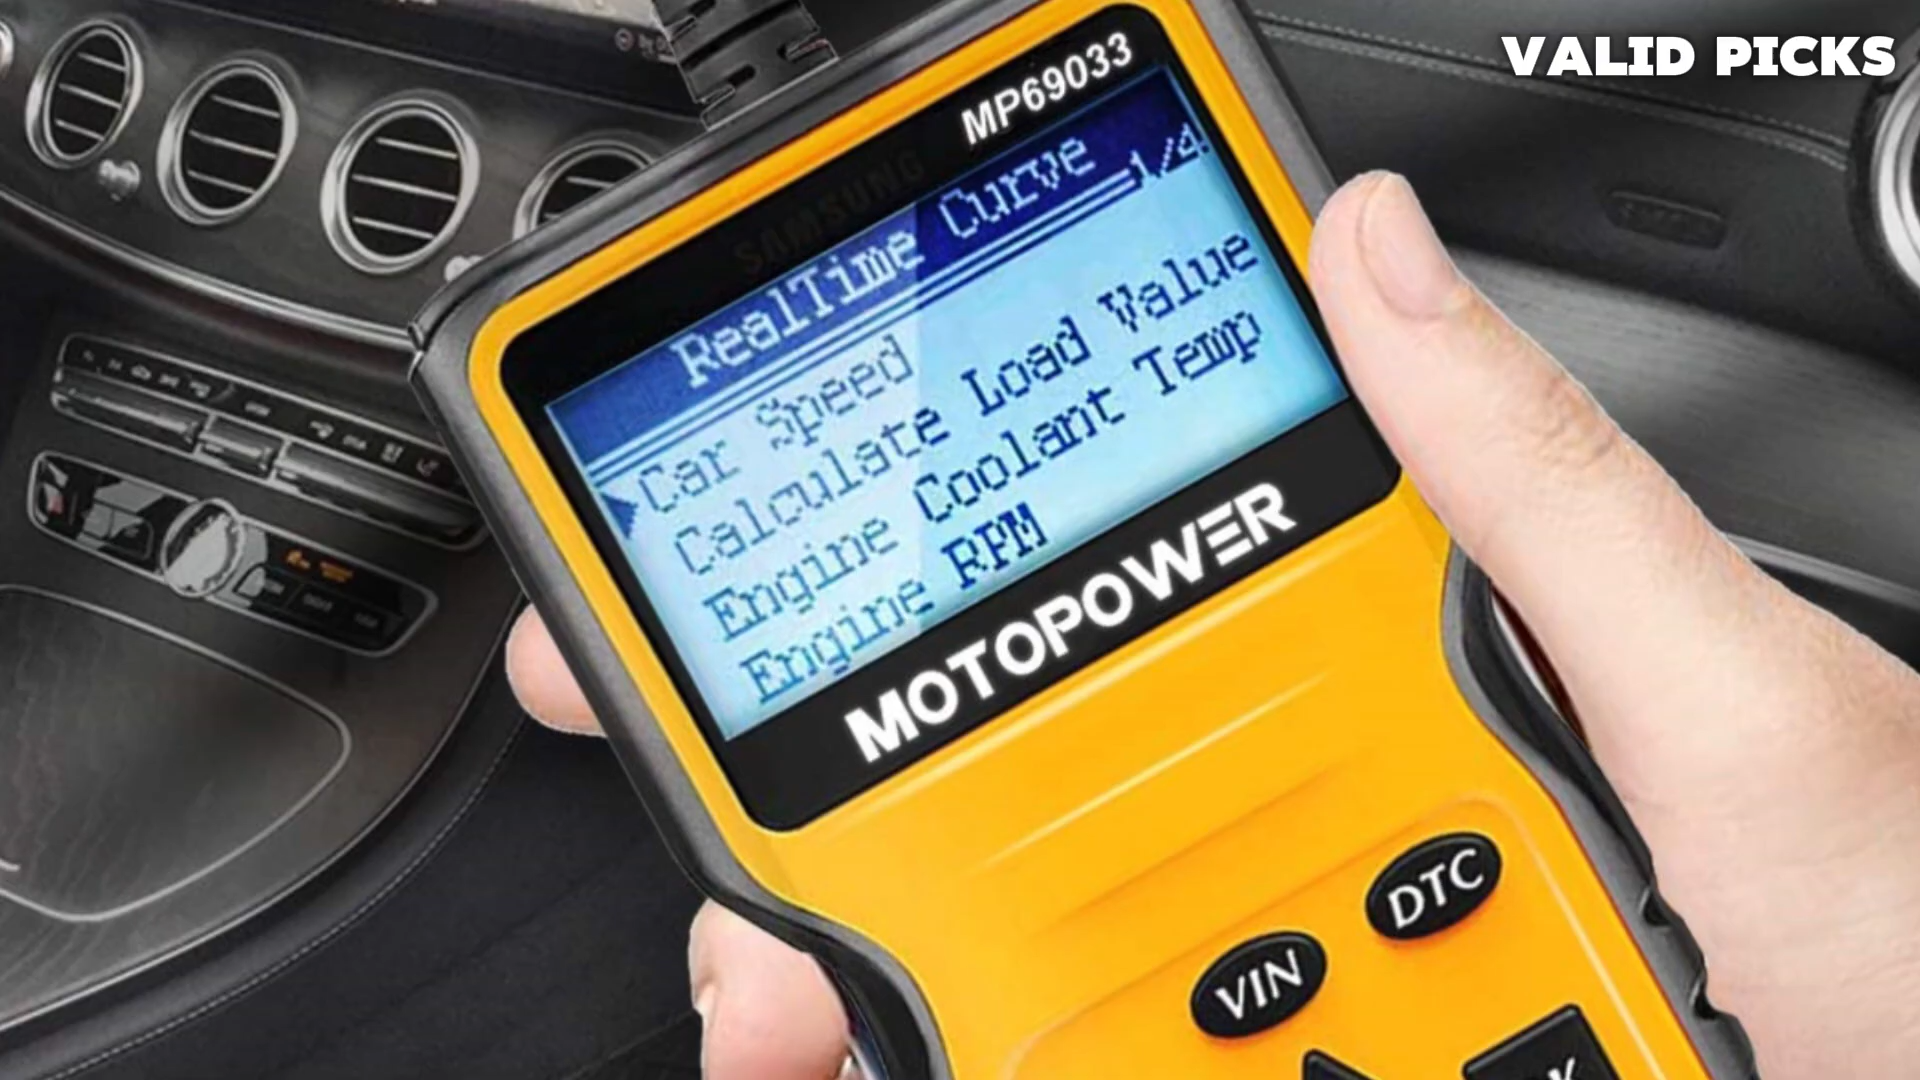 VALID PICKS
MP69033
SAMSUNG
RealTime Curve 1/4
Car Speed
Calculate Load Value
Engine Coolant Temp
Engine RPM
MOTOPOWER
DTC
VIN